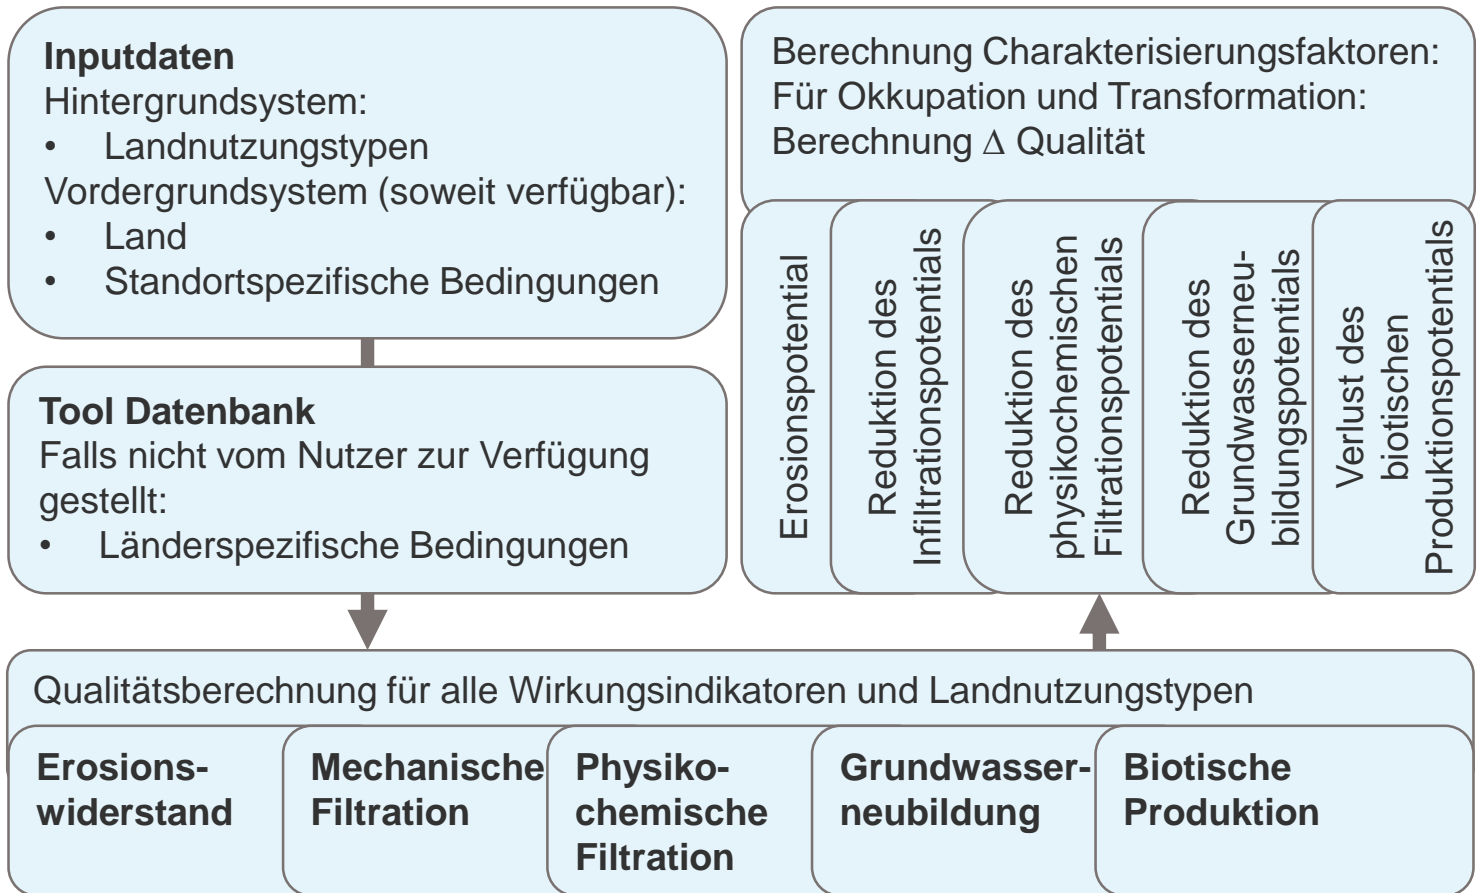 Inputdaten
Hintergrundsystem:
• Landnutzungstypen
Vordergrundsystem (soweit verfügbar):
• Land
• Standortspezifische Bedingungen
Tool Datenbank
Falls nicht vom Nutzer zur Verfügung
gestellt:
• Länderspezifische Bedingungen
Qualitätsberechnung für alle Wirkungsindikatoren und Landnutzungstypen
Erosions-
widerstand
Mechanische
Filtration
Physiko-
chemische
Filtration
Grundwasser-
neubildung
Biotische
Produktion
Berechnung Charakterisierungsfaktoren:
Für Okkupation und Transformation:
Berechnung Δ Qualität
Erosionspotential
Reduktion des
Infiltrationspotentials
Reduktion des
physikochemischen
Filtrationspotentials
Reduktion des
Grundwasserneu-
bildungspotentials
Verlust des
biotischen
Produktionspotentials